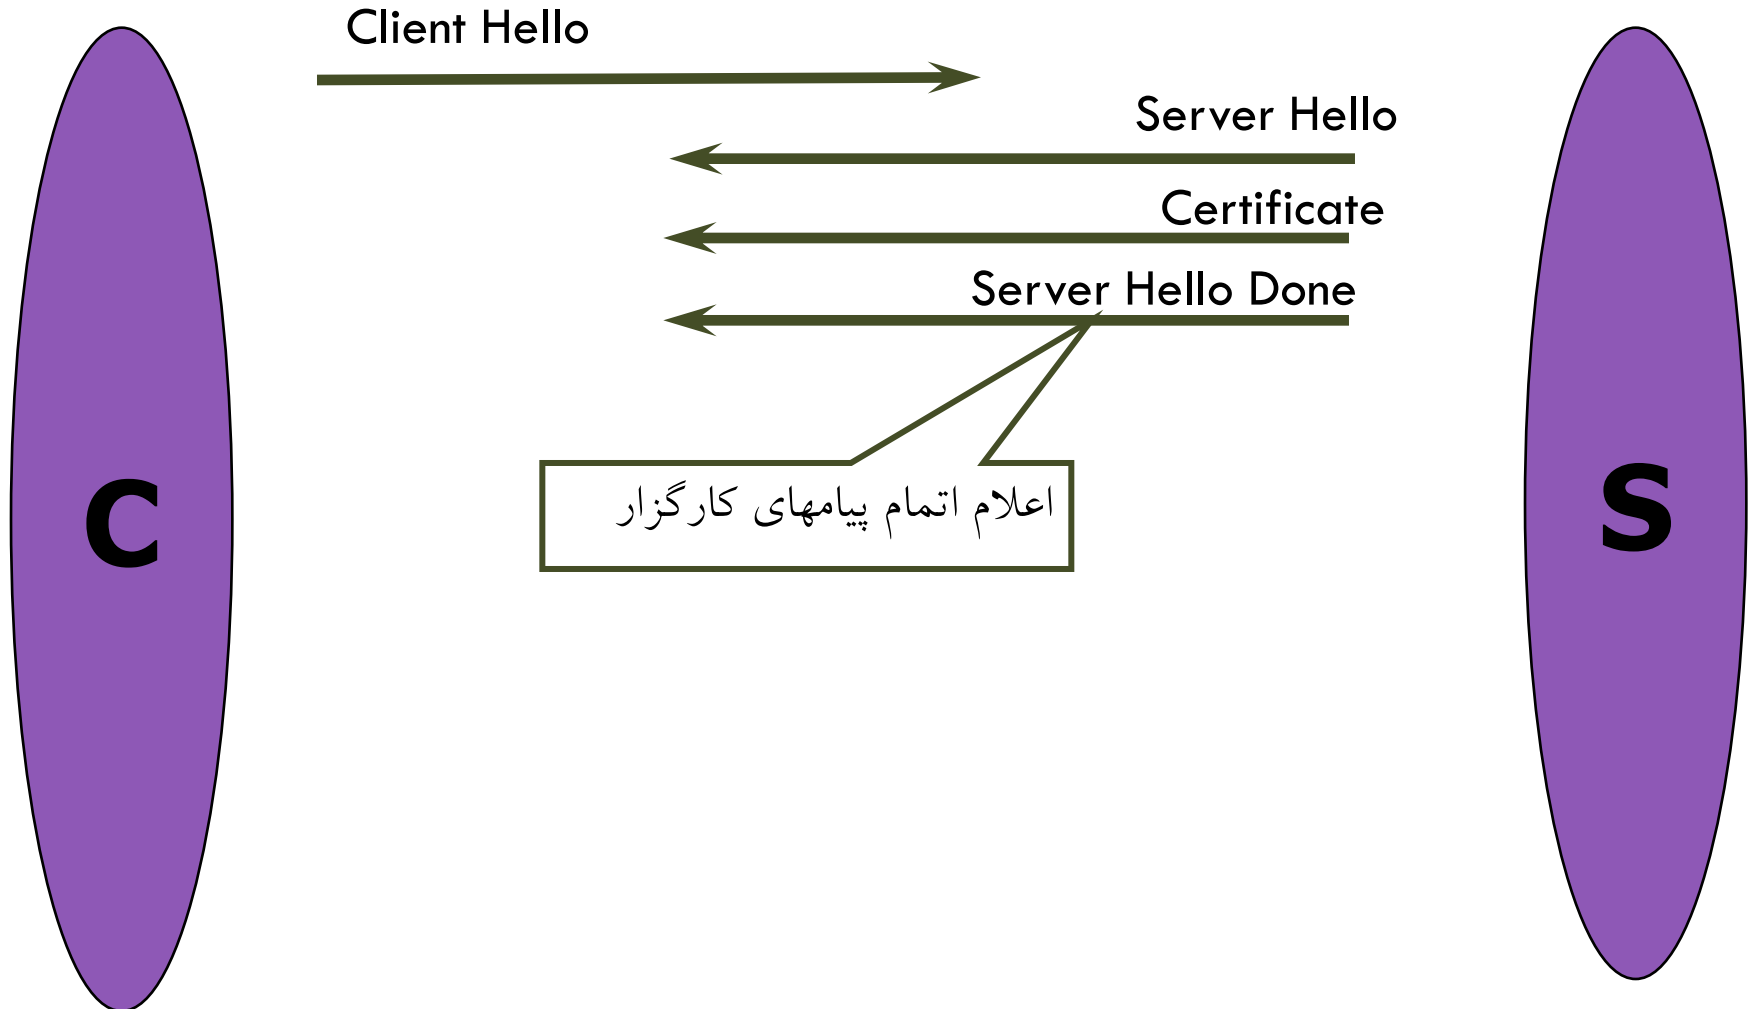 Client Hello
Server Hello
Certificate
Server Hello Done
اعلام اتمام پیامهای کارگزار
C
S